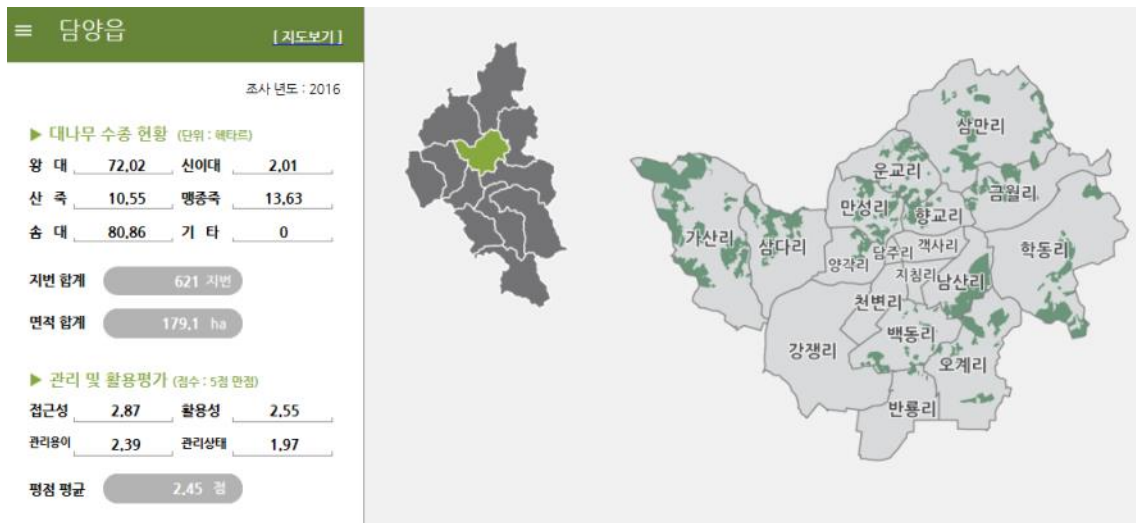 ≡ 담양읍 [지도보기]
조사 년도 : 2016
▶ 대나무 수종 현황 (단위 : 헥타르)
왕 대 72.02 신이대 2.01
산 죽 10.55 맹종죽 13.63
솜 대 80.86 기 타 0
지번 합계 621 지번
면적 합계 179.1 ha
▶ 관리 및 활용평가 (점수 : 5점 만점)
접근성 2.87 활용성 2.55
관리용이 2.39 관리상태 1.97
평점 평균 2.45 점
삼만리
운교리
금월리
만성리 향교리
가산리 삼다리 담주리 객사리 학동리
양각리
지침리 남산리
천변리
백동리
강쟁리
오계리
반룡리